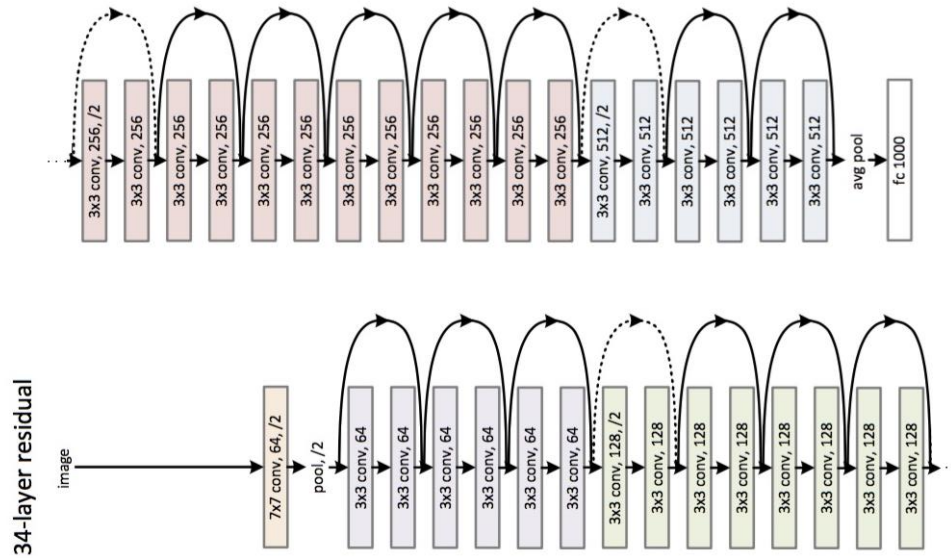 34-layer residual
image
7x7 conv, 64, /2
pool, /2
3x3 conv, 64
3x3 conv, 64
3x3 conv, 64
3x3 conv, 64
3x3 conv, 64
3x3 conv, 64
3x3 conv, 128, /2
3x3 conv, 128
3x3 conv, 128
3x3 conv, 128
3x3 conv, 128
3x3 conv, 128
3x3 conv, 128
3x3 conv, 128
3x3 conv, 256, /2
3x3 conv, 256
3x3 conv, 256
3x3 conv, 256
3x3 conv, 256
3x3 conv, 256
3x3 conv, 256
3x3 conv, 256
3x3 conv, 256
3x3 conv, 256
3x3 conv, 256
3x3 conv, 256
3x3 conv, 512, /2
3x3 conv, 512
3x3 conv, 512
3x3 conv, 512
3x3 conv, 512
3x3 conv, 512
avg pool
fc 1000